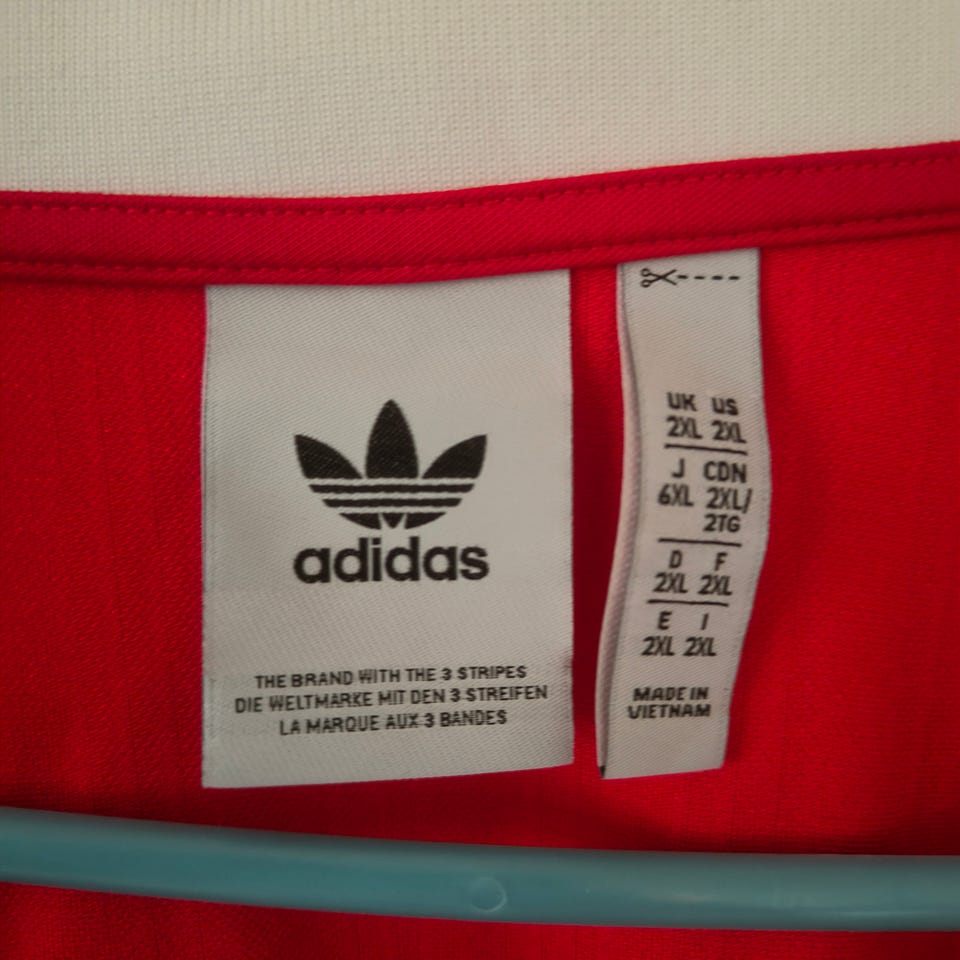 adidas
THE BRAND WITH THE 3 STRIPES
DIE WELTMARKE MIT DEN 3 STREIFEN
LA MARQUE AUX 3 BANDES
UK US
2XL 2XL
J CDN
6XL 2XL/
2TG
D F
2XL 2XL
E I
2XL 2XL
MADE IN
VIETNAM